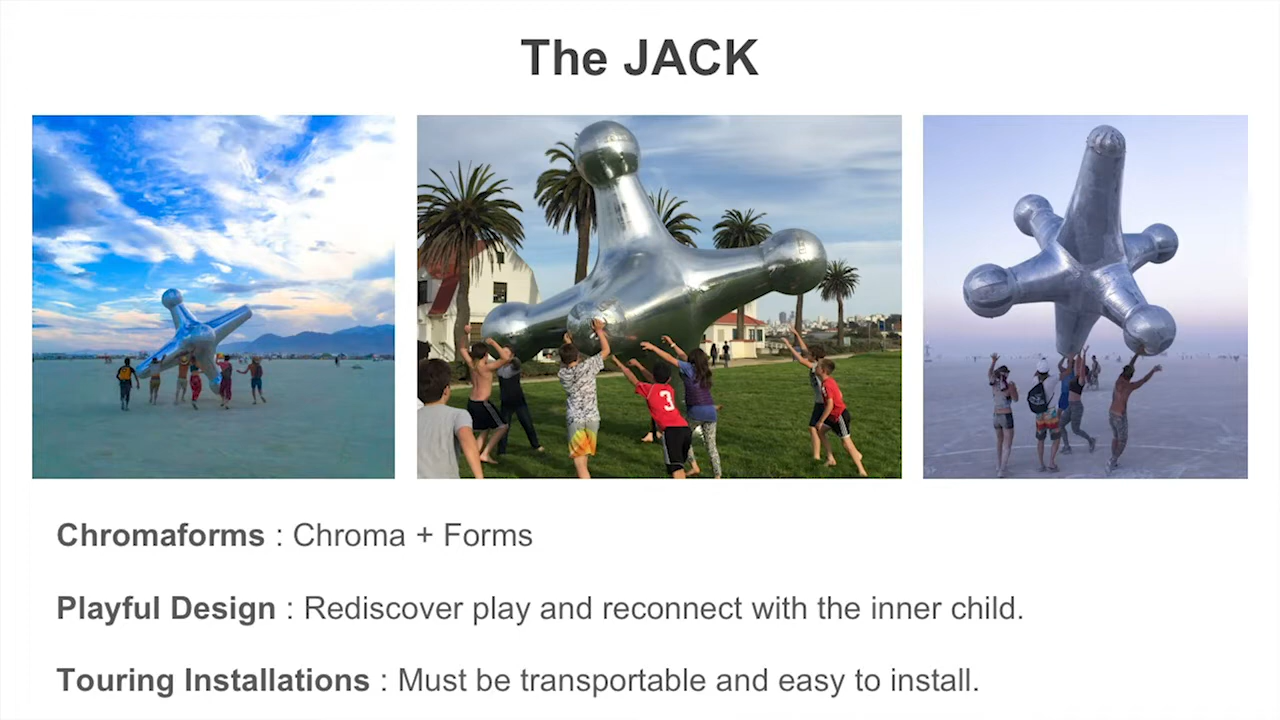 The JACK
3
Chromaforms : Chroma + Forms
Playful Design : Rediscover play and reconnect with the inner child.
Touring Installations : Must be transportable and easy to install.